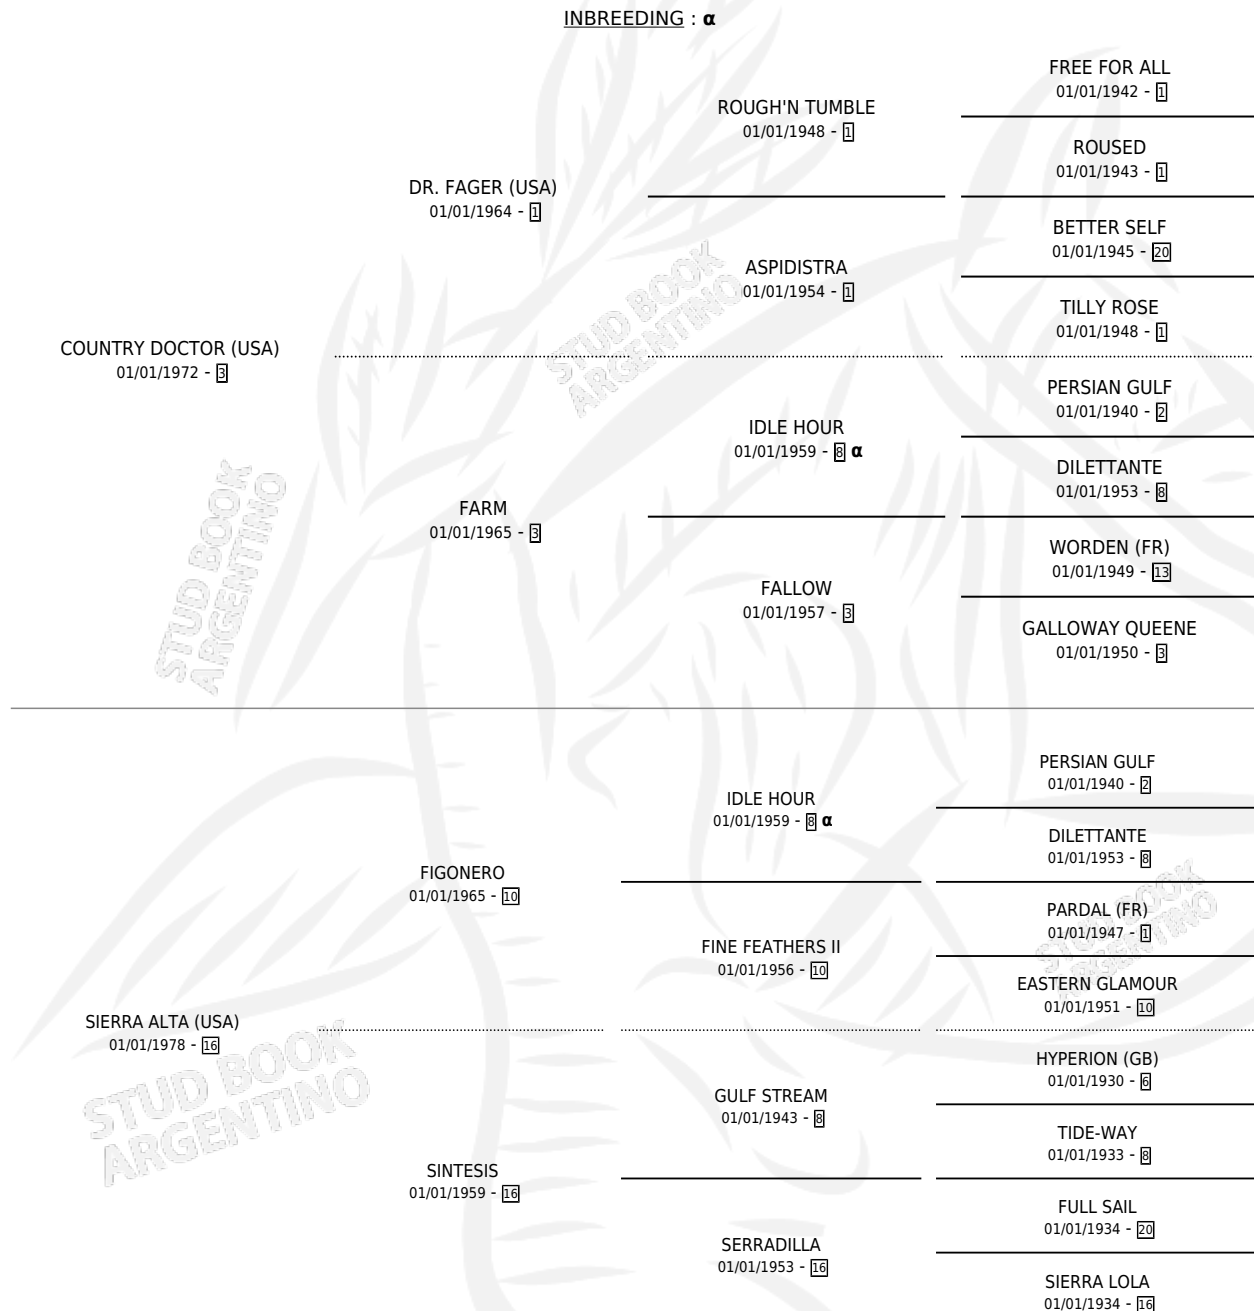 INBREEDING : α
FREE FOR ALL
01/01/1942 - 1
ROUGH'N TUMBLE
01/01/1948 - 1
ROUSED
01/01/1943 - 1
DR. FAGER (USA)
01/01/1964 - 1
BETTER SELF
01/01/1945 - 20
ASPIDISTRA
01/01/1954 - 1
TILLY ROSE
01/01/1948 - 1
COUNTRY DOCTOR (USA)
01/01/1972 - 3
PERSIAN GULF
01/01/1940 - 2
IDLE HOUR
01/01/1959 - 8 α
DILETTANTE
01/01/1953 - 8
FARM
01/01/1965 - 3
WORDEN (FR)
01/01/1949 - 13
FALLOW
01/01/1957 - 3
GALLOWAY QUEENE
01/01/1950 - 3
PERSIAN GULF
01/01/1940 - 2
IDLE HOUR
01/01/1959 - 8 α
DILETTANTE
01/01/1953 - 8
FIGONERO
01/01/1965 - 10
PARDAL (FR)
01/01/1947 - 1
FINE FEATHERS II
01/01/1956 - 10
EASTERN GLAMOUR
01/01/1951 - 10
SIERRA ALTA (USA)
01/01/1978 - 16
HYPERION (GB)
01/01/1930 - 6
GULF STREAM
01/01/1943 - 8
TIDE-WAY
01/01/1933 - 8
SINTESIS
01/01/1959 - 16
FULL SAIL
01/01/1934 - 20
SERRADILLA
01/01/1953 - 16
SIERRA LOLA
01/01/1934 - 16
STUD BOOK
ARGENTINO
STUD BOOK
ARGENTINO
STUD BOOK
ARGENTINO
STUD BOOK
ARGENTINO